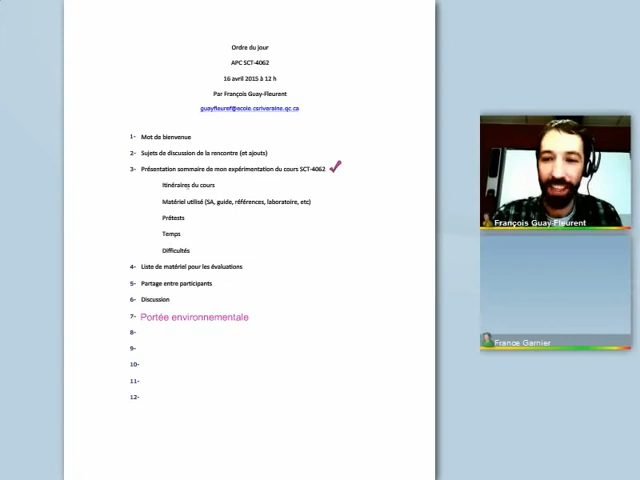 Ordre du jour
APC SCT-4062
16 avril 2015 à 12 h
Par François Guay-Fleurent
guayfleuref@ecole.csriveraine.qc.ca
1- Mot de bienvenue
2- Sujets de discussion de la rencontre (et ajouts)
3- Présentation sommaire de mon expérimentation du cours SCT-4062
Itinéraires du cours
Matériel utilisé (SA, guide, références, laboratoire, etc)
Prétests
Temps
Difficultés
4- Liste de matériel pour les évaluations
5- Partage entre participants
6- Discussion
7- Portée environnementale
8-
9-
10-
11-
12-
François Guay-Fleurent
France Garnier